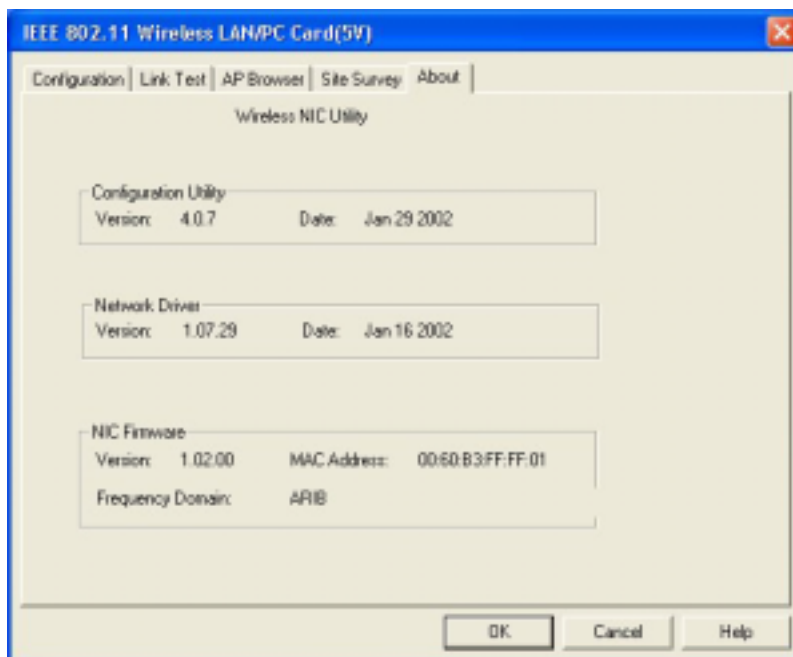 IEEE 802.11 Wireless LAN/PC Card(5V)
Configuration Link Test AP Browser Site Survey About
Wireless NIC Utility
Configuration Utility
Version: 4.0.7 Date: Jan 29 2002
Network Driver
Version: 1.07.29 Date: Jan 16 2002
NIC Firmware
Version: 1.02.00 MAC Address: 00:60:B3:FF:FF:01
Frequency Domain: ARIB
OK Cancel Help